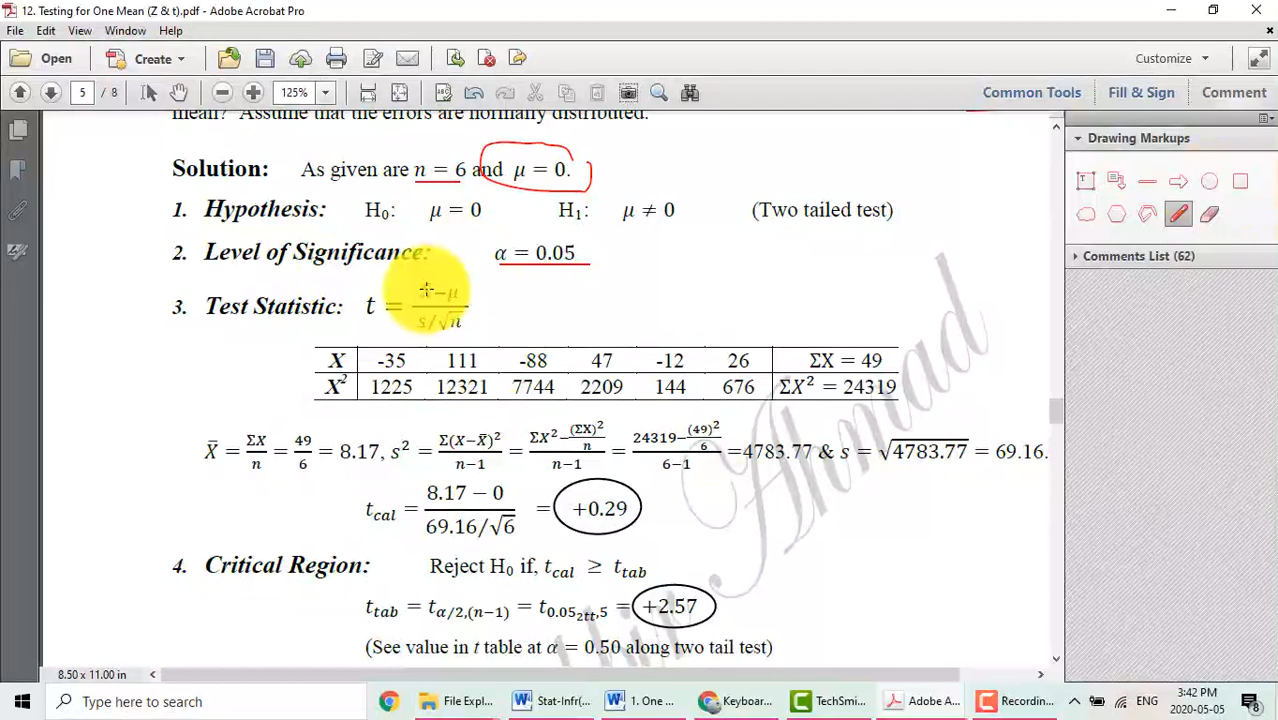 12. Testing for One Mean (Z & t).pdf - Adobe Acrobat Pro
File Edit View Window Help
Open Create Customize
5 / 8 125% Common Tools Fill & Sign Comment
mean? Assume that the errors are normally distributed.
Solution: As given are n = 6 and μ = 0.
1. Hypothesis: H₀: μ = 0 H₁: μ ≠ 0 (Two tailed test)
2. Level of Significance: α = 0.05
3. Test Statistic: t = −μ / s/√n
X -35 111 -88 47 -12 26 ΣX = 49
X² 1225 12321 7744 2209 144 676 ΣX² = 24319
X̄ = ΣX/n = 49/6 = 8.17, s² = Σ(X−X̄)²/n−1 = ΣX²−(ΣX)²/n / n−1 = 24319−(49)²/6 / 6−1 =4783.77 & s = √4783.77 = 69.16.
t_cal = 8.17 − 0 / 69.16/√6 = +0.29
4. Critical Region: Reject H₀ if, t_cal ≥ t_tab
t_tab = t_α/2,(n−1) = t_0.05_2tt,5 = +2.57
(See value in t table at α = 0.50 along two tail test)
Ahmad
8.50 x 11.00 in
Drawing Markups
T
Comments List (62)
Type here to search
File Expl...
Stat-Infr(...
1. One ...
Keyboar...
TechSmi...
Adobe A...
Recordin...
ENG
3:42 PM
2020-05-05
8